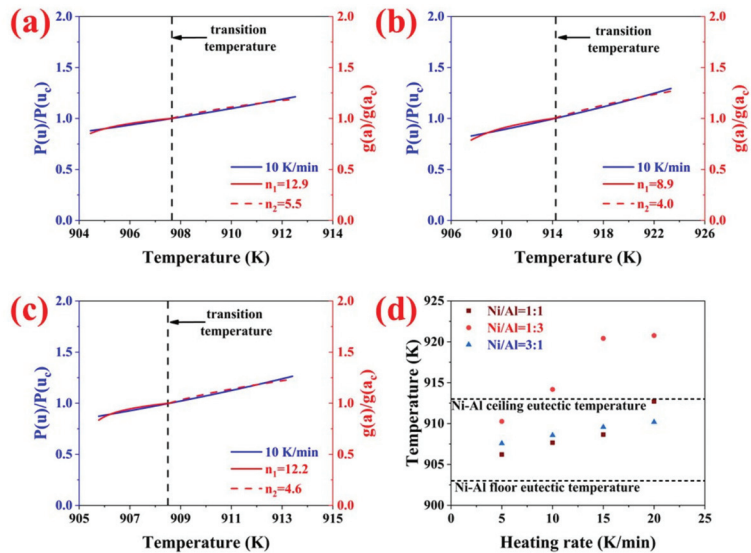 (a)
transition
temperature
P(u)/P(u_c)
g(a)/g(a_c)
2.0
1.5
1.0
0.5
0.0
2.0
1.5
1.0
0.5
0.0
10 K/min
n₁=12.9
n₂=5.5
904 906 908 910 912 914
Temperature (K)
(b)
transition
temperature
P(u)/P(u_c)
g(a)/g(a_c)
2.0
1.5
1.0
0.5
0.0
2.0
1.5
1.0
0.5
0.0
10 K/min
n₁=8.9
n₂=4.0
906 910 914 918 922 926
Temperature (K)
(c)
transition
temperature
P(u)/P(u_c)
g(a)/g(a_c)
2.0
1.5
1.0
0.5
0.0
2.0
1.5
1.0
0.5
0.0
10 K/min
n₁=12.2
n₂=4.6
905 907 909 911 913 915
Temperature (K)
(d)
Temperature (K)
925
920
915
910
905
900
Ni/Al=1:1
Ni/Al=1:3
Ni/Al=3:1
Ni-Al ceiling eutectic temperature
Ni-Al floor eutectic temperature
0 5 10 15 20 25
Heating rate (K/min)